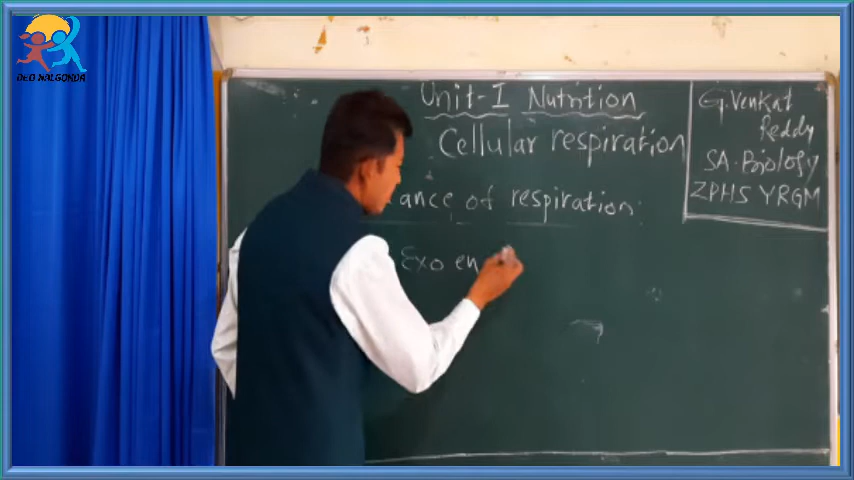 DEO NALGONDA
Unit-I Nutrition
Cellular respiration
ance of respiration:
Exo en
G. Venkat
Reddy
SA. Biology
ZPHS YRGM